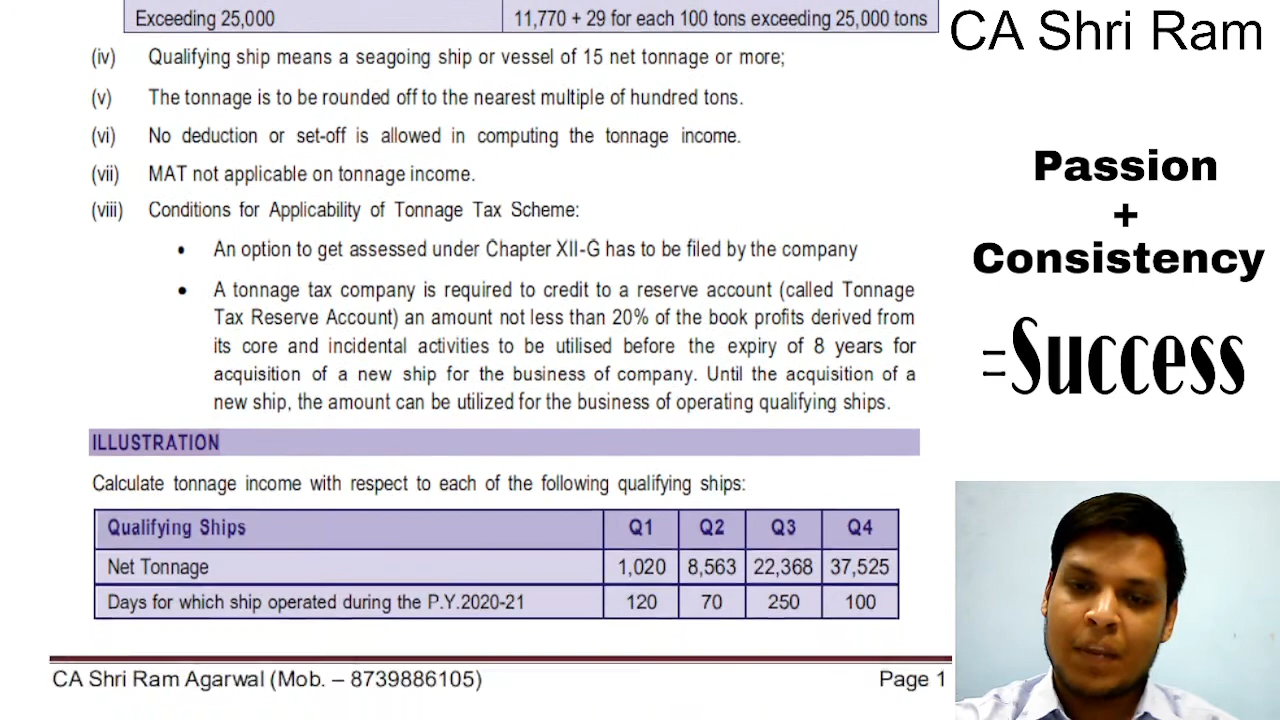 Exceeding 25,000 11,770 + 29 for each 100 tons exceeding 25,000 tons
(iv) Qualifying ship means a seagoing ship or vessel of 15 net tonnage or more;
(v) The tonnage is to be rounded off to the nearest multiple of hundred tons.
(vi) No deduction or set-off is allowed in computing the tonnage income.
(vii) MAT not applicable on tonnage income.
(viii) Conditions for Applicability of Tonnage Tax Scheme:
• An option to get assessed under Chapter XII-G has to be filed by the company
• A tonnage tax company is required to credit to a reserve account (called Tonnage
Tax Reserve Account) an amount not less than 20% of the book profits derived from
its core and incidental activities to be utilised before the expiry of 8 years for
acquisition of a new ship for the business of company. Until the acquisition of a
new ship, the amount can be utilized for the business of operating qualifying ships.
ILLUSTRATION
Calculate tonnage income with respect to each of the following qualifying ships:
Qualifying Ships Q1 Q2 Q3 Q4
Net Tonnage 1,020 8,563 22,368 37,525
Days for which ship operated during the P.Y.2020-21 120 70 250 100
CA Shri Ram Agarwal (Mob. – 8739886105) Page 1
CA Shri Ram
Passion
+
Consistency
=Success